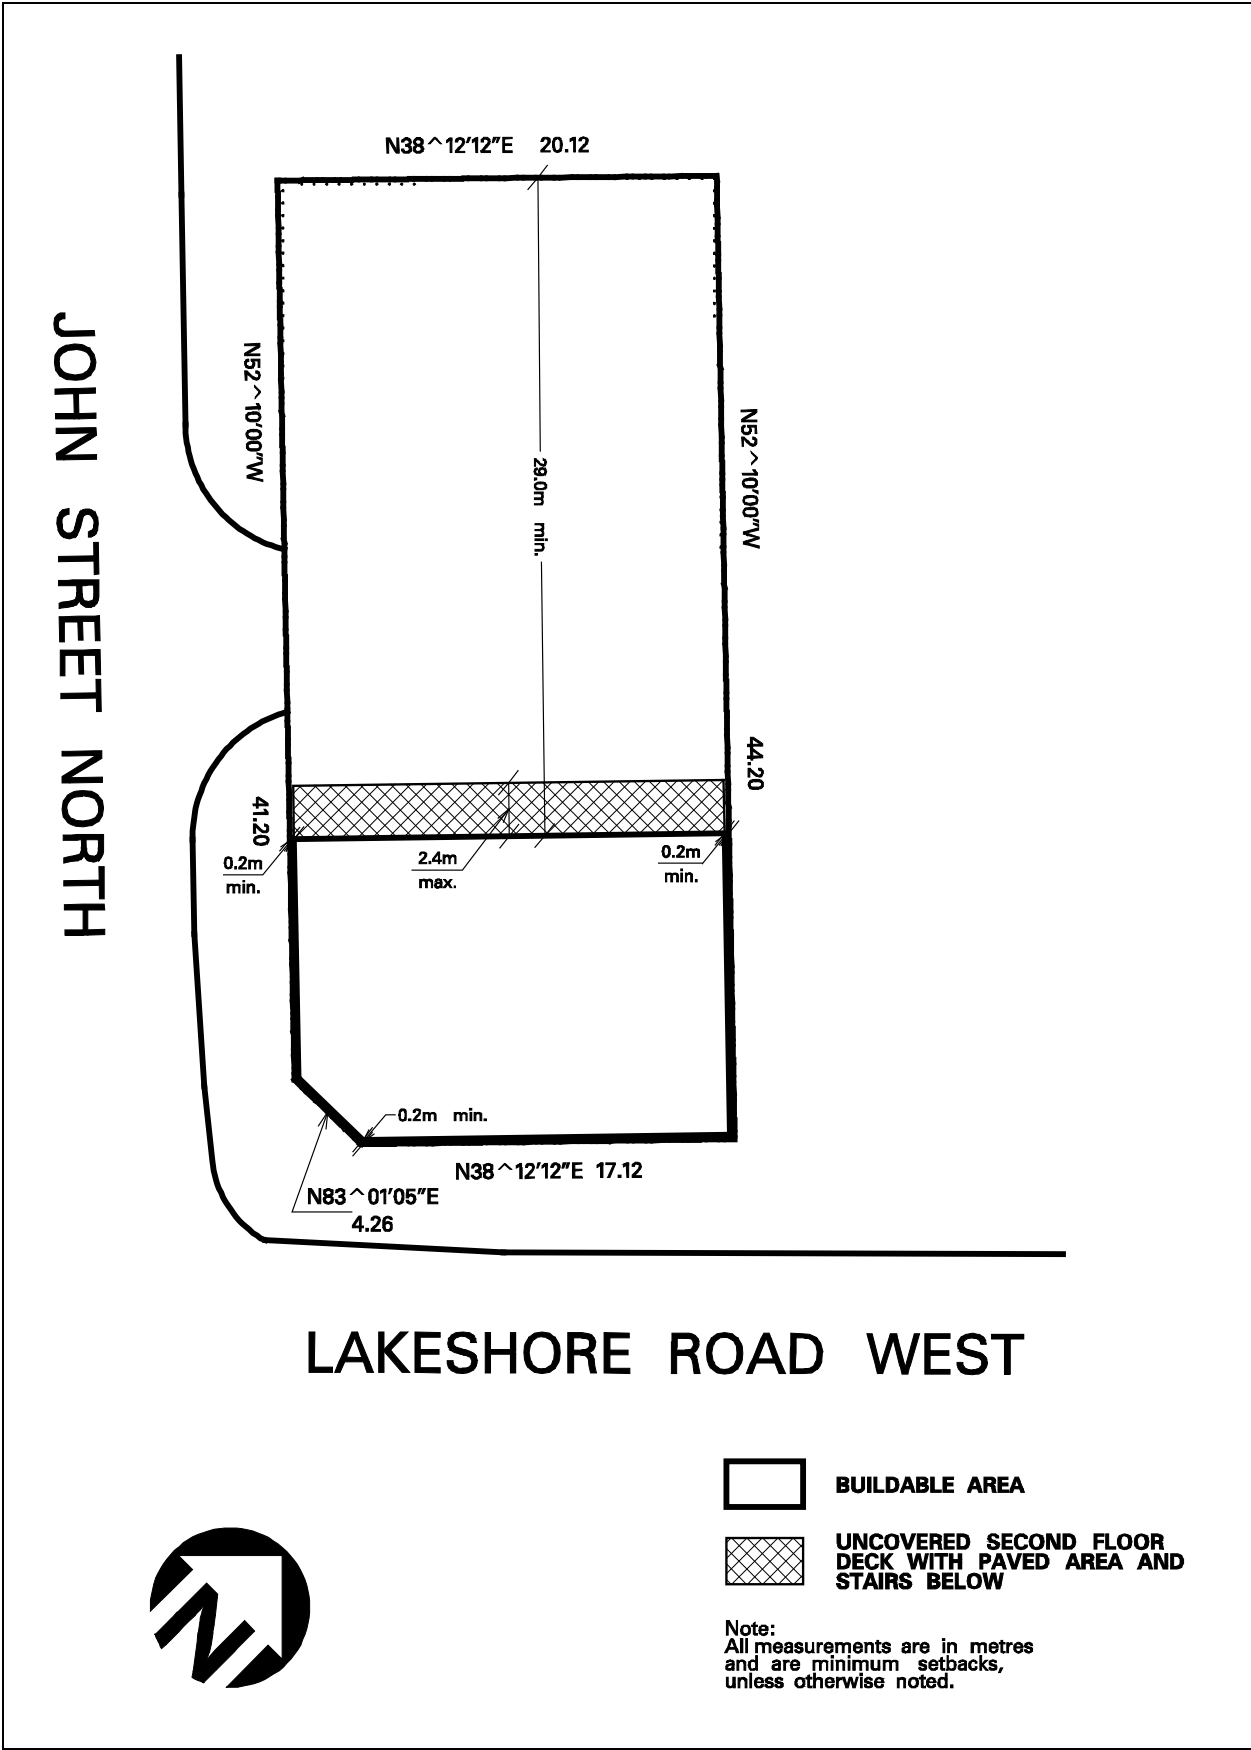 N38^12'12"E 20.12
JOHN STREET NORTH
N52^10'00"W
N52^10'00"W
29.0m min.
41.20
44.20
0.2m
min.
2.4m
max.
0.2m
min.
0.2m min.
N38^12'12"E 17.12
N83^01'05"E
4.26
LAKESHORE ROAD WEST
N
BUILDABLE AREA
UNCOVERED SECOND FLOOR
DECK WITH PAVED AREA AND
STAIRS BELOW
Note:
All measurements are in metres
and are minimum setbacks,
unless otherwise noted.